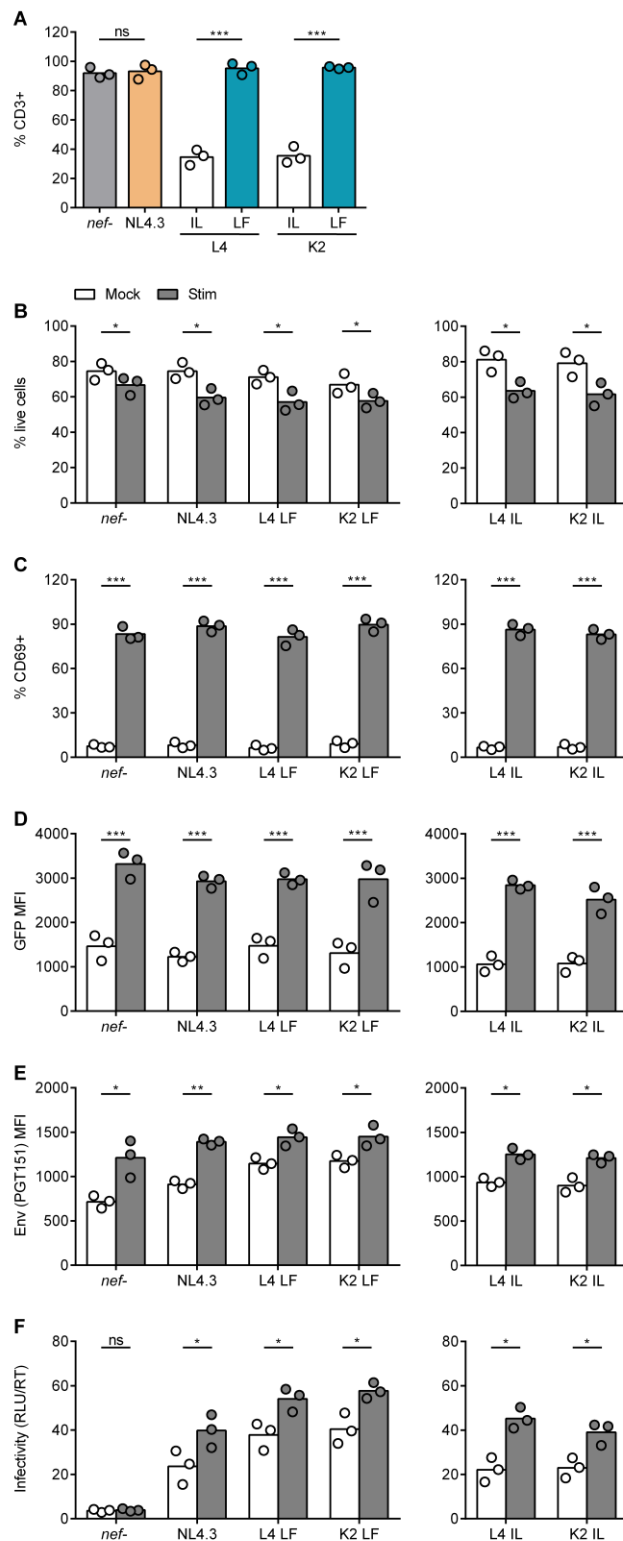 A
ns
***
***
% CD3+
100
80
60
40
20
0
nef-
NL4.3
IL
LF
IL
LF
L4
K2
Mock
Stim
B
*
*
*
*
*
*
% live cells
100
80
60
40
20
0
100
80
60
40
20
0
nef-
NL4.3
L4 LF
K2 LF
L4 IL
K2 IL
C
***
***
***
***
***
***
% CD69+
120
90
60
30
0
120
90
60
30
0
nef-
NL4.3
L4 LF
K2 LF
L4 IL
K2 IL
D
***
***
***
***
***
***
GFP MFI
4000
3000
2000
1000
0
4000
3000
2000
1000
0
nef-
NL4.3
L4 LF
K2 LF
L4 IL
K2 IL
E
*
**
*
*
*
*
Env (PGT151) MFI
2000
1500
1000
500
0
2000
1500
1000
500
0
nef-
NL4.3
L4 LF
K2 LF
L4 IL
K2 IL
F
ns
*
*
*
*
*
Infectivity (RLU/RT)
80
60
40
20
0
80
60
40
20
0
nef-
NL4.3
L4 LF
K2 LF
L4 IL
K2 IL